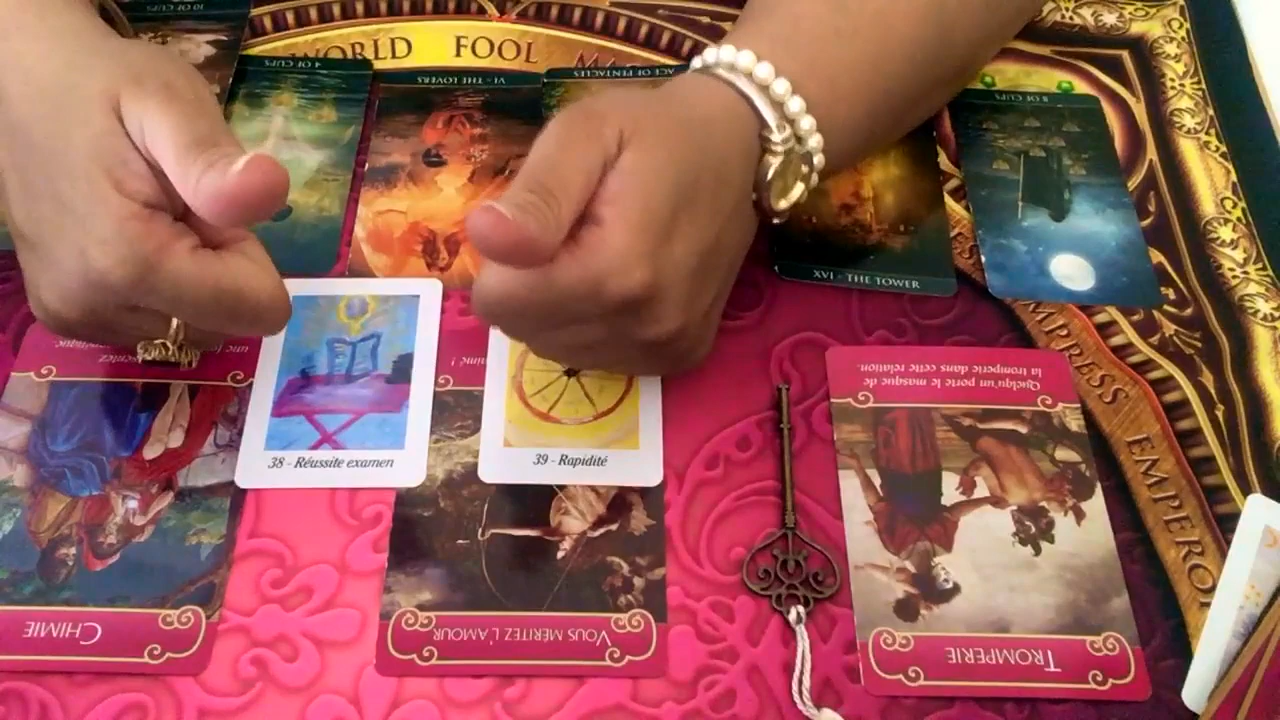 10 OF CUPS
WORLD FOOL
4 OF CUPS
VI - THE LOVERS
ACE OF PENTACLES
8 OF CUPS
XVI - THE TOWER
EMPRESS EMPEROR
38 - Réussite examen
39 - Rapidité
Quelqu'un porte le masque de
la tromperie dans cette relation.
CHIMIE
VOUS MÉRITEZ L'AMOUR
TROMPERIE